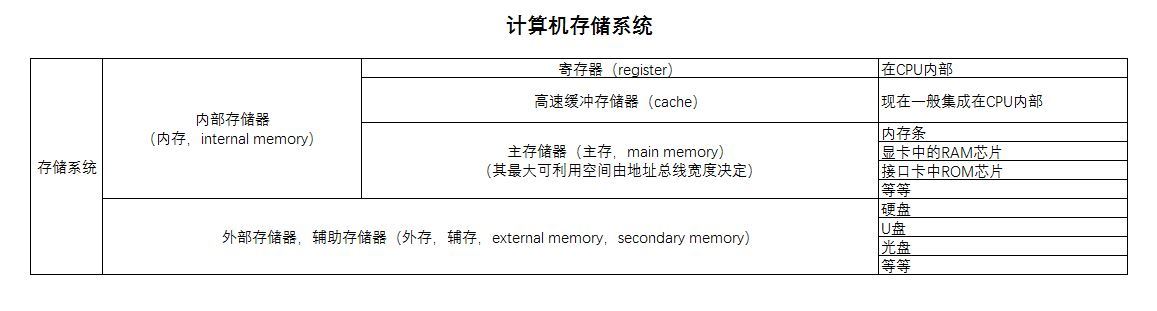 计算机存储系统
存储系统
内部存储器
（内存，internal memory）
寄存器（register）
在CPU内部
高速缓冲存储器（cache）
现在一般集成在CPU内部
主存储器（主存，main memory）
（其最大可利用空间由地址总线宽度决定）
内存条
显卡中的RAM芯片
接口卡中ROM芯片
等等
外部存储器，辅助存储器（外存，辅存，external memory，secondary memory）
硬盘
U盘
光盘
等等